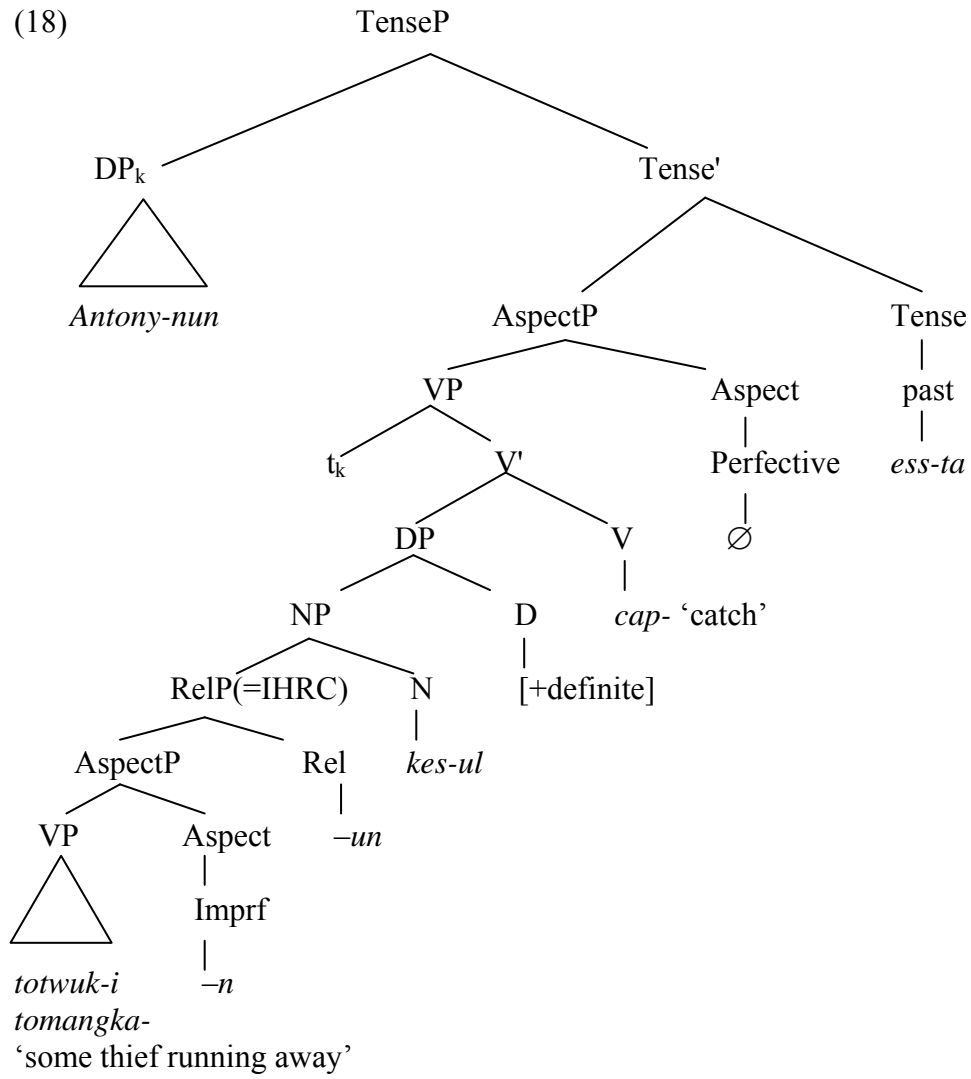 (18) TenseP
DPk Tense'
Antony-nun AspectP Tense
VP Aspect past
tk V' Perfective ess-ta
DP V ∅
NP D cap- ‘catch’
RelP(=IHRC) N [+definite]
AspectP Rel kes-ul
VP Aspect –un
Imprf
totwuk-i –n
tomangka-
‘some thief running away’